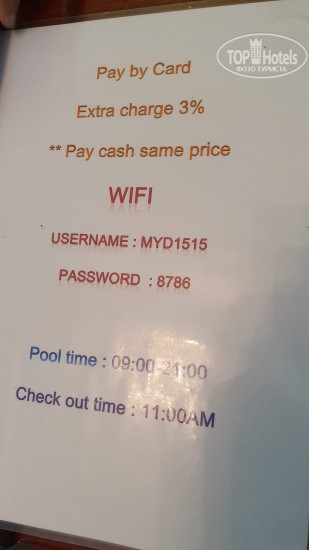 TOP Hotels
ФОТО ТУРИСТА
Pay by Card
Extra charge 3%
** Pay cash same price
WIFI
USERNAME : MYD1515
PASSWORD : 8786
Pool time : 09:00-21:00
Check out time : 11:00AM